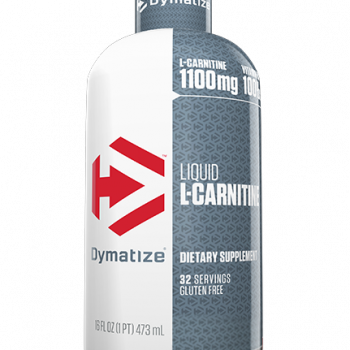 Dymatize®
L-CARNITINE
1100mg
LIQUID
L-CARNITINE
Dymatize®
DIETARY SUPPLEMENT
32 SERVINGS
GLUTEN FREE
16 FL OZ (1 PT) 473 mL